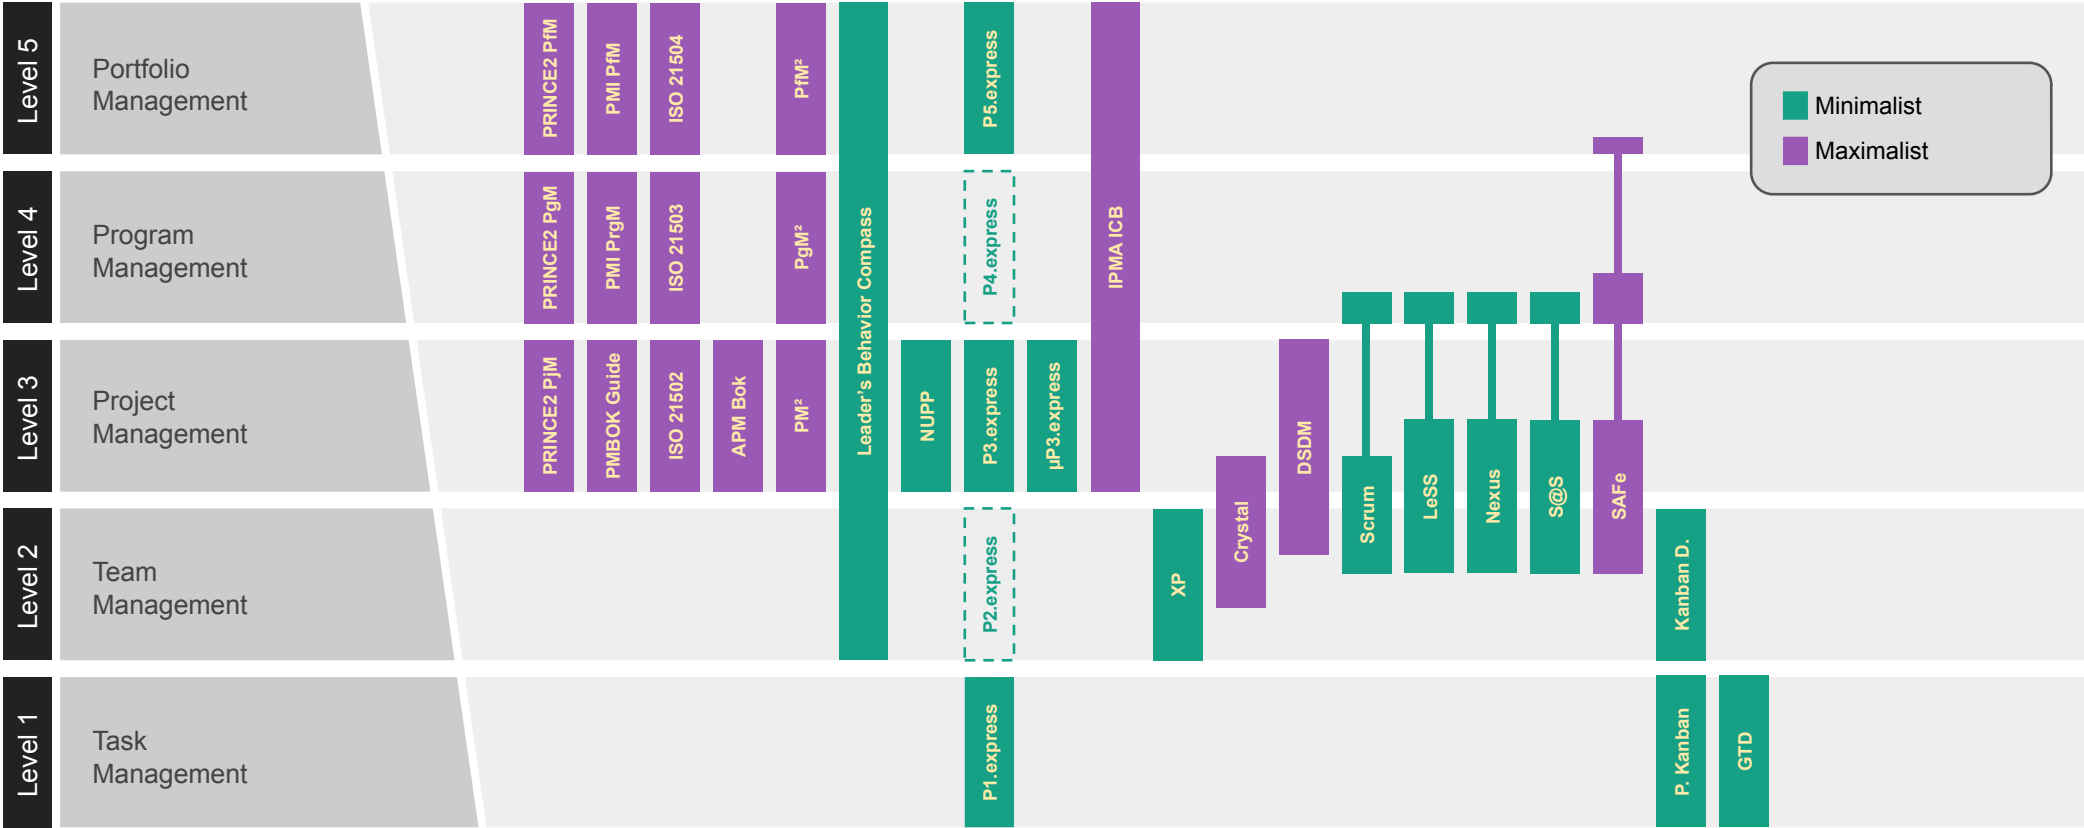 Level 5
Portfolio
Management
PRINCE2 PfM
PMI PfM
ISO 21504
PfM²
P5.express
Minimalist
Maximalist
Level 4
Program
Management
PRINCE2 PgM
PMI PrgM
ISO 21503
PgM²
Leader's Behavior Compass
P4.express
IPMA ICB
Level 3
Project
Management
PRINCE2 PjM
PMBOK Guide
ISO 21502
APM Bok
PM²
NUPP
P3.express
µP3.express
Crystal
DSDM
Scrum
LeSS
Nexus
S@S
SAFe
Level 2
Team
Management
P2.express
XP
Kanban D.
Level 1
Task
Management
P1.express
P. Kanban
GTD